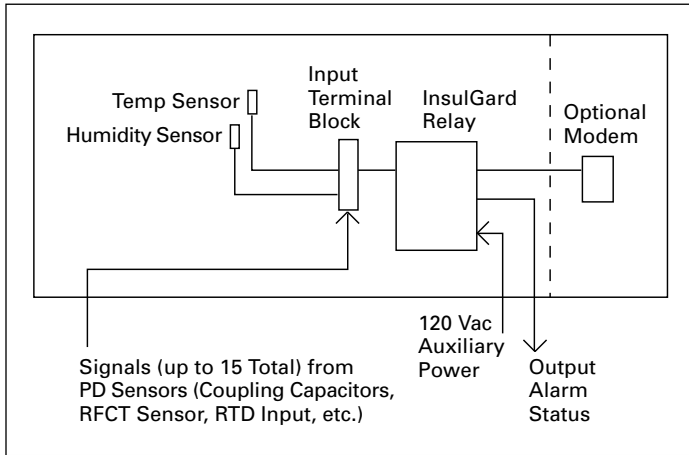 Temp Sensor
Humidity Sensor
Input
Terminal
Block
InsulGard
Relay
Optional
Modem
Signals (up to 15 Total) from
PD Sensors (Coupling Capacitors,
RFCT Sensor, RTD Input, etc.)
120 Vac
Auxiliary
Power
Output
Alarm
Status